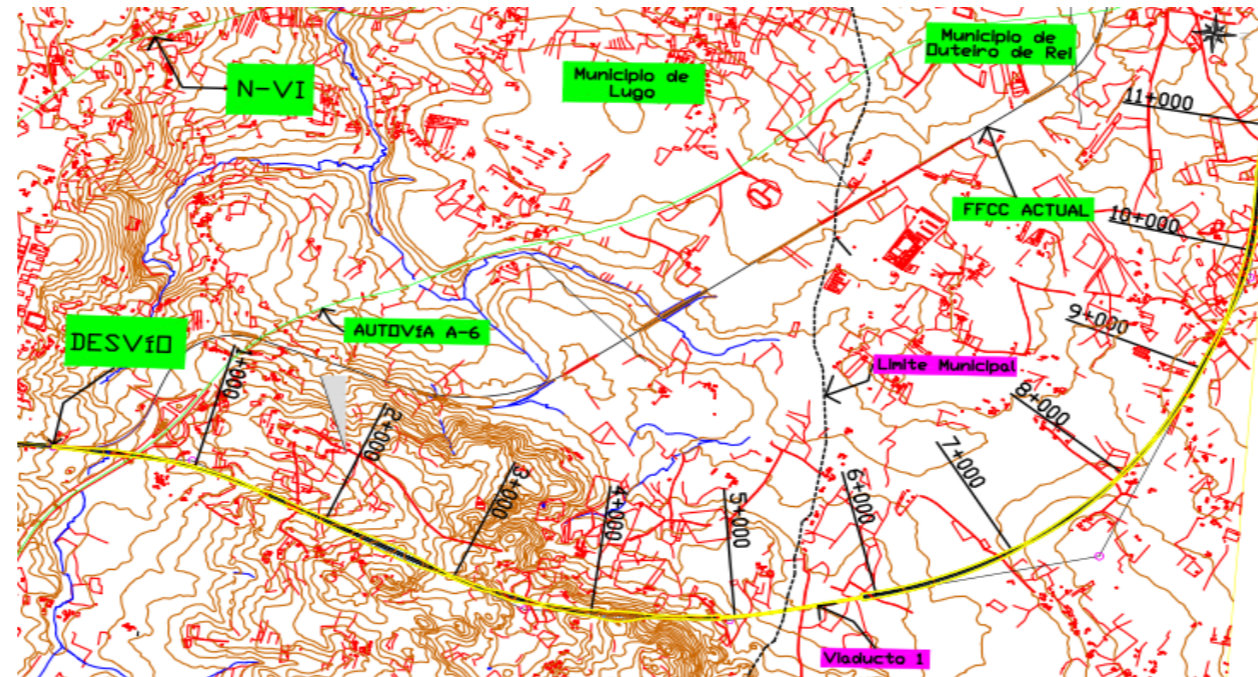 N-VI
Municipio de
Lugo
Municipio de
Outeiro de Rei
11+000
FFCC ACTUAL
10+000
DESVíO
AUTOVíA A-6
1+000
9+000
Limite Municipal
2+000
8+000
3+000
7+000
4+000
5+000
6+000
Viaducto 1